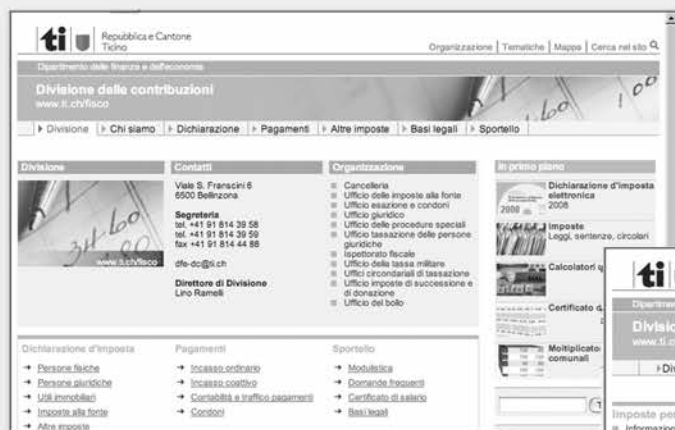 ti
Repubblica e Cantone
Ticino
Organizzazione | Tematiche | Mappa | Cerca nel sito
Dipartimento delle finanze e dell'economia
Divisione delle contribuzioni
www.ti.ch/fisco
Divisione
Chi siamo
Dichiarazione
Pagamenti
Altre imposte
Basi legali
Sportello
Divisione
www.ti.ch/fisco
Contatti
Viale S. Franscini 6
6500 Bellinzona
Segreteria
tel. +41 91 814 39 58
tel. +41 91 814 39 59
fax +41 91 814 44 88
dfe-dc@ti.ch
Direttore di Divisione
Lino Ramelli
Organizzazione
Cancelleria
Ufficio delle imposte alla fonte
Ufficio esazione e condoni
Ufficio giuridico
Ufficio delle procedure speciali
Ufficio tassazione delle persone
giuridiche
Ispettorato fiscale
Ufficio della tassa militare
Uffici circondariali di tassazione
Ufficio imposte di successione e
di donazione
Ufficio del bollo
In primo piano
Dichiarazione d'imposta
elettronica
2008
Imposte
Leggi, sentenze, circolari
Calcolatori
Certificato d
Moltiplicato
comunali
Dichiarazione d'imposta
Persone fisiche
Persone giuridiche
Utili immobiliari
Imposte alla fonte
Altre imposte
Pagamenti
Incasso ordinario
Incasso coattivo
Contabilità e traffico pagamenti
Condoni
Sportello
Modulistica
Domande frequenti
Certificato di salario
Basi legali
ti
Dipartimen
Divisio
www.ti.c
Div
Imposte per
Informazion